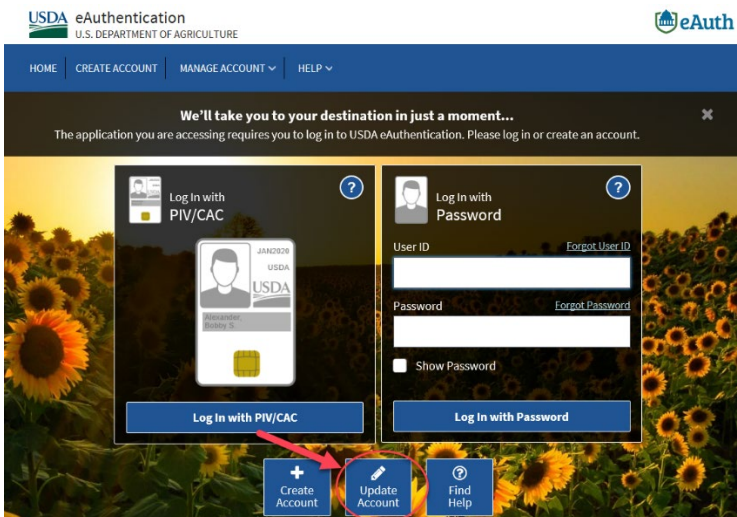 USDA eAuthentication
U.S. DEPARTMENT OF AGRICULTURE
eAuth
HOME CREATE ACCOUNT MANAGE ACCOUNT HELP
We'll take you to your destination in just a moment...
The application you are accessing requires you to log in to USDA eAuthentication. Please log in or create an account.
Log In with
PIV/CAC
?
JAN2020
USDA
USDA
Alexander,
Bobby S.
Log In with PIV/CAC
Log In with
Password
?
User ID Forgot User ID
Password Forgot Password
Show Password
Log In with Password
Create
Account
Update
Account
?
Find
Help